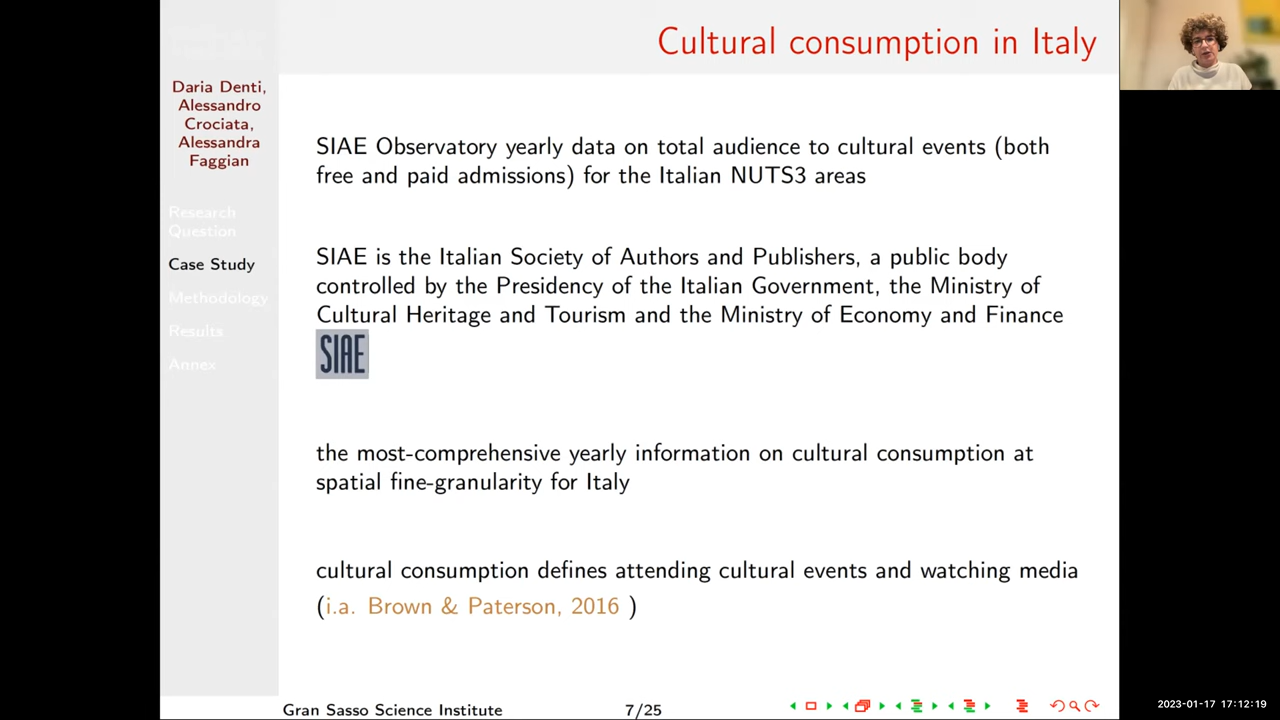 Cultural consumption in Italy
Daria Denti,
Alessandro
Crociata,
Alessandra
Faggian
Research
Question
Case Study
Methodology
Results
Annex
SIAE Observatory yearly data on total audience to cultural events (both
free and paid admissions) for the Italian NUTS3 areas
SIAE is the Italian Society of Authors and Publishers, a public body
controlled by the Presidency of the Italian Government, the Ministry of
Cultural Heritage and Tourism and the Ministry of Economy and Finance
SIAE
the most-comprehensive yearly information on cultural consumption at
spatial fine-granularity for Italy
cultural consumption defines attending cultural events and watching media
(i.a. Brown & Paterson, 2016 )
Gran Sasso Science Institute
7/25
2023-01-17 17:12:19